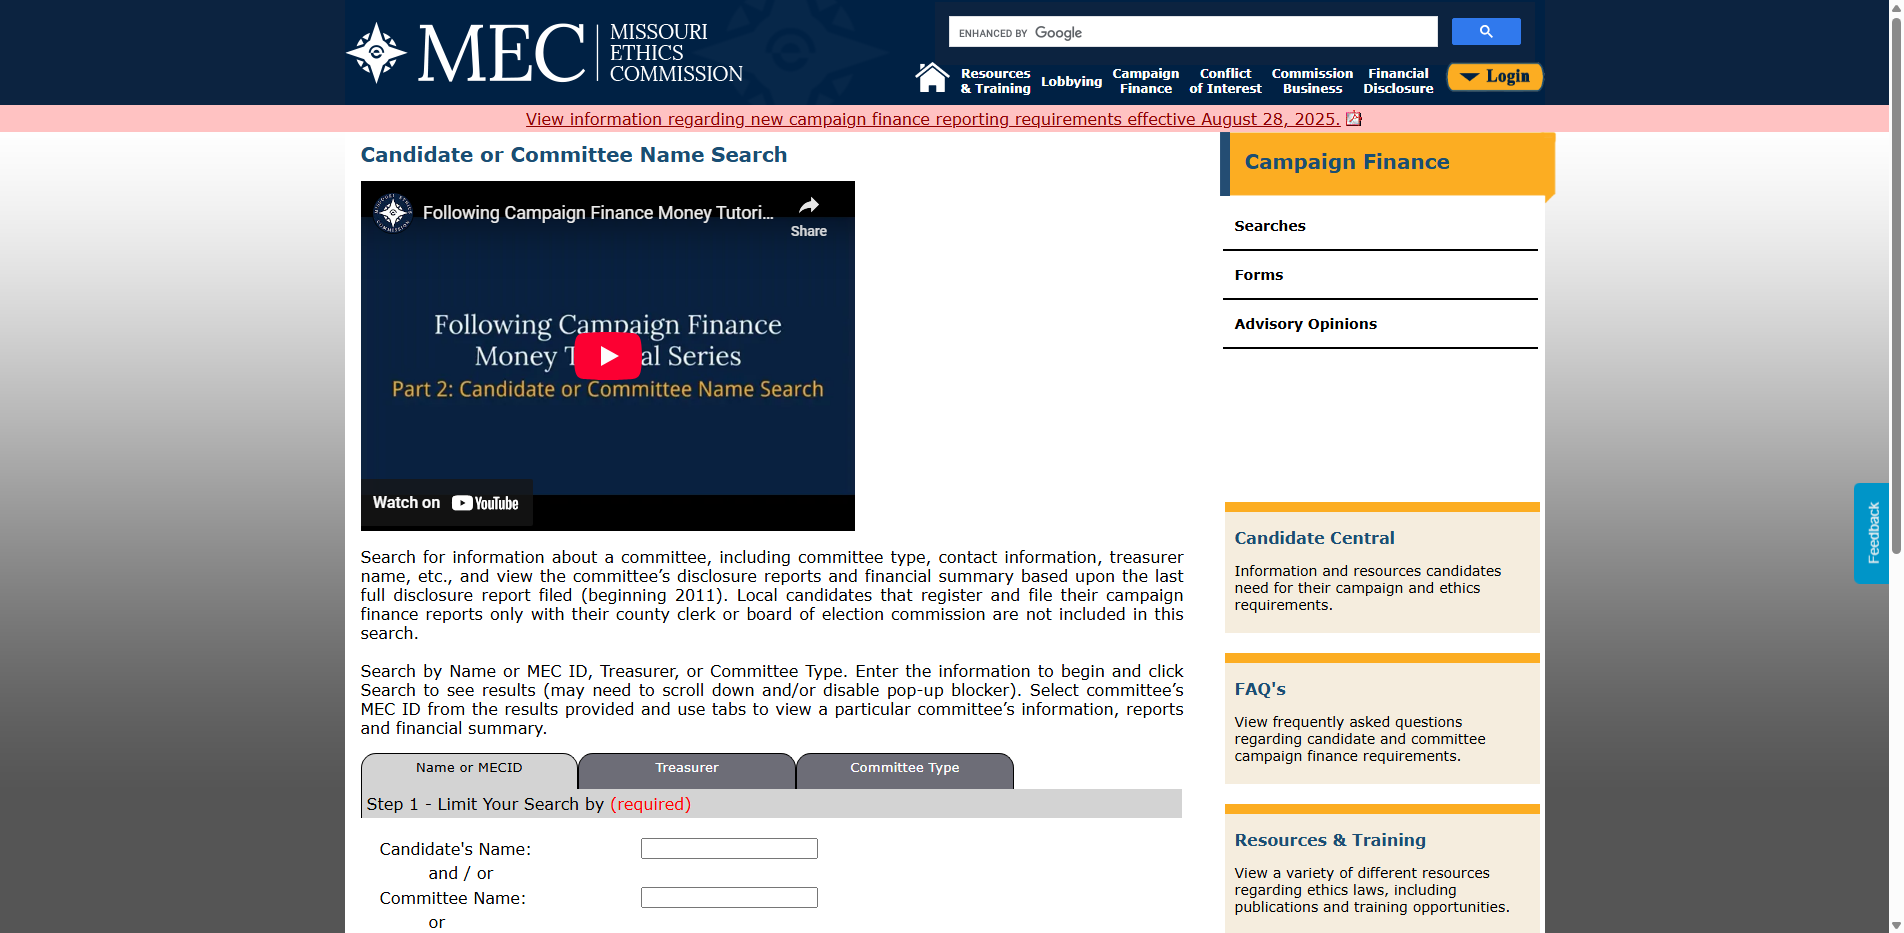 MEC
MISSOURI
ETHICS
COMMISSION
ENHANCED BY Google
Resources
& Training
Lobbying
Campaign
Finance
Conflict
of Interest
Commission
Business
Financial
Disclosure
Login
View information regarding new campaign finance reporting requirements effective August 28, 2025.
Candidate or Committee Name Search
Following Campaign Finance Money Tutori...
Share
Following Campaign Finance
Money T al Series
Part 2: Candidate or Committee Name Search
Watch on YouTube
Search for information about a committee, including committee type, contact information, treasurer
name, etc., and view the committee’s disclosure reports and financial summary based upon the last
full disclosure report filed (beginning 2011). Local candidates that register and file their campaign
finance reports only with their county clerk or board of election commission are not included in this
search.
Search by Name or MEC ID, Treasurer, or Committee Type. Enter the information to begin and click
Search to see results (may need to scroll down and/or disable pop-up blocker). Select committee’s
MEC ID from the results provided and use tabs to view a particular committee’s information, reports
and financial summary.
Name or MECID
Treasurer
Committee Type
Step 1 - Limit Your Search by (required)
Candidate's Name:
and / or
Committee Name:
or
Campaign Finance
Searches
Forms
Advisory Opinions
Candidate Central
Information and resources candidates
need for their campaign and ethics
requirements.
FAQ's
View frequently asked questions
regarding candidate and committee
campaign finance requirements.
Resources & Training
View a variety of different resources
regarding ethics laws, including
publications and training opportunities.
Feedback